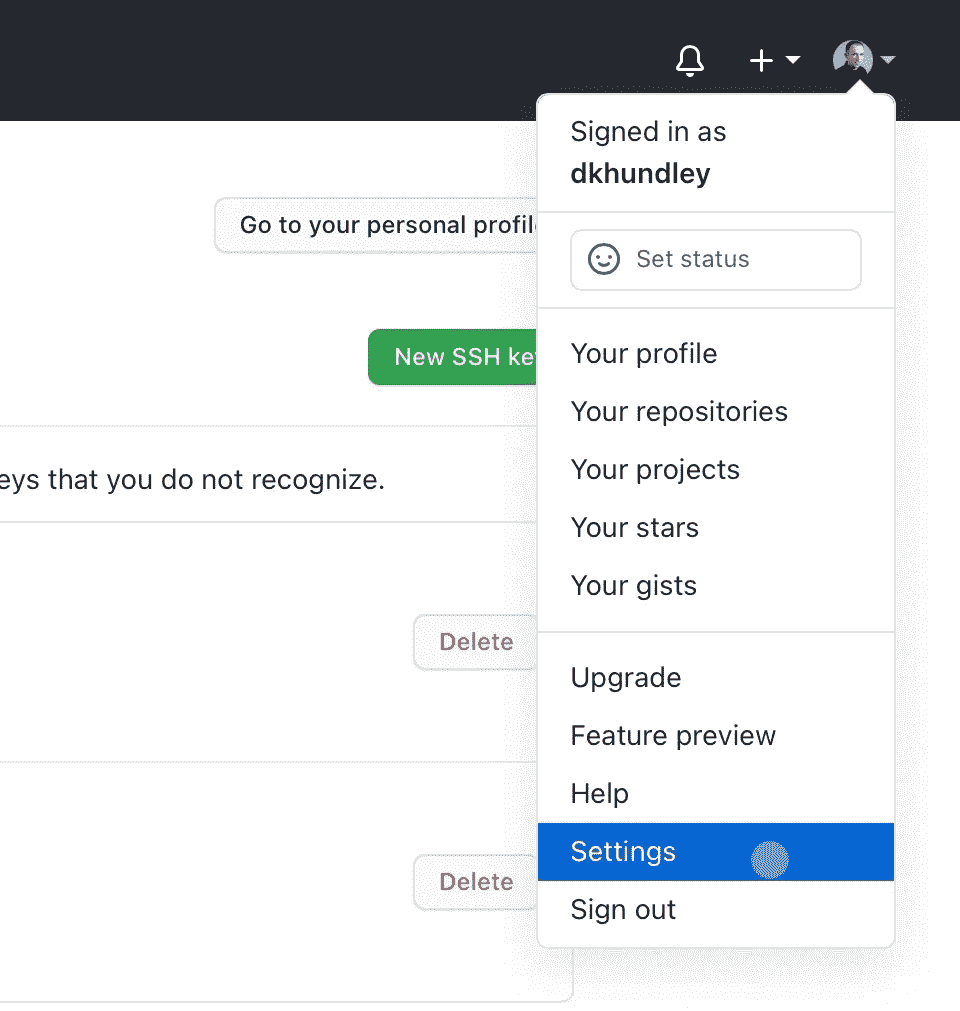 Signed in as
dkhundley
Go to your personal profil
Set status
New SSH ke
Your profile
Your repositories
eys that you do not recognize.
Your projects
Your stars
Your gists
Delete
Upgrade
Feature preview
Help
Settings
Delete
Sign out